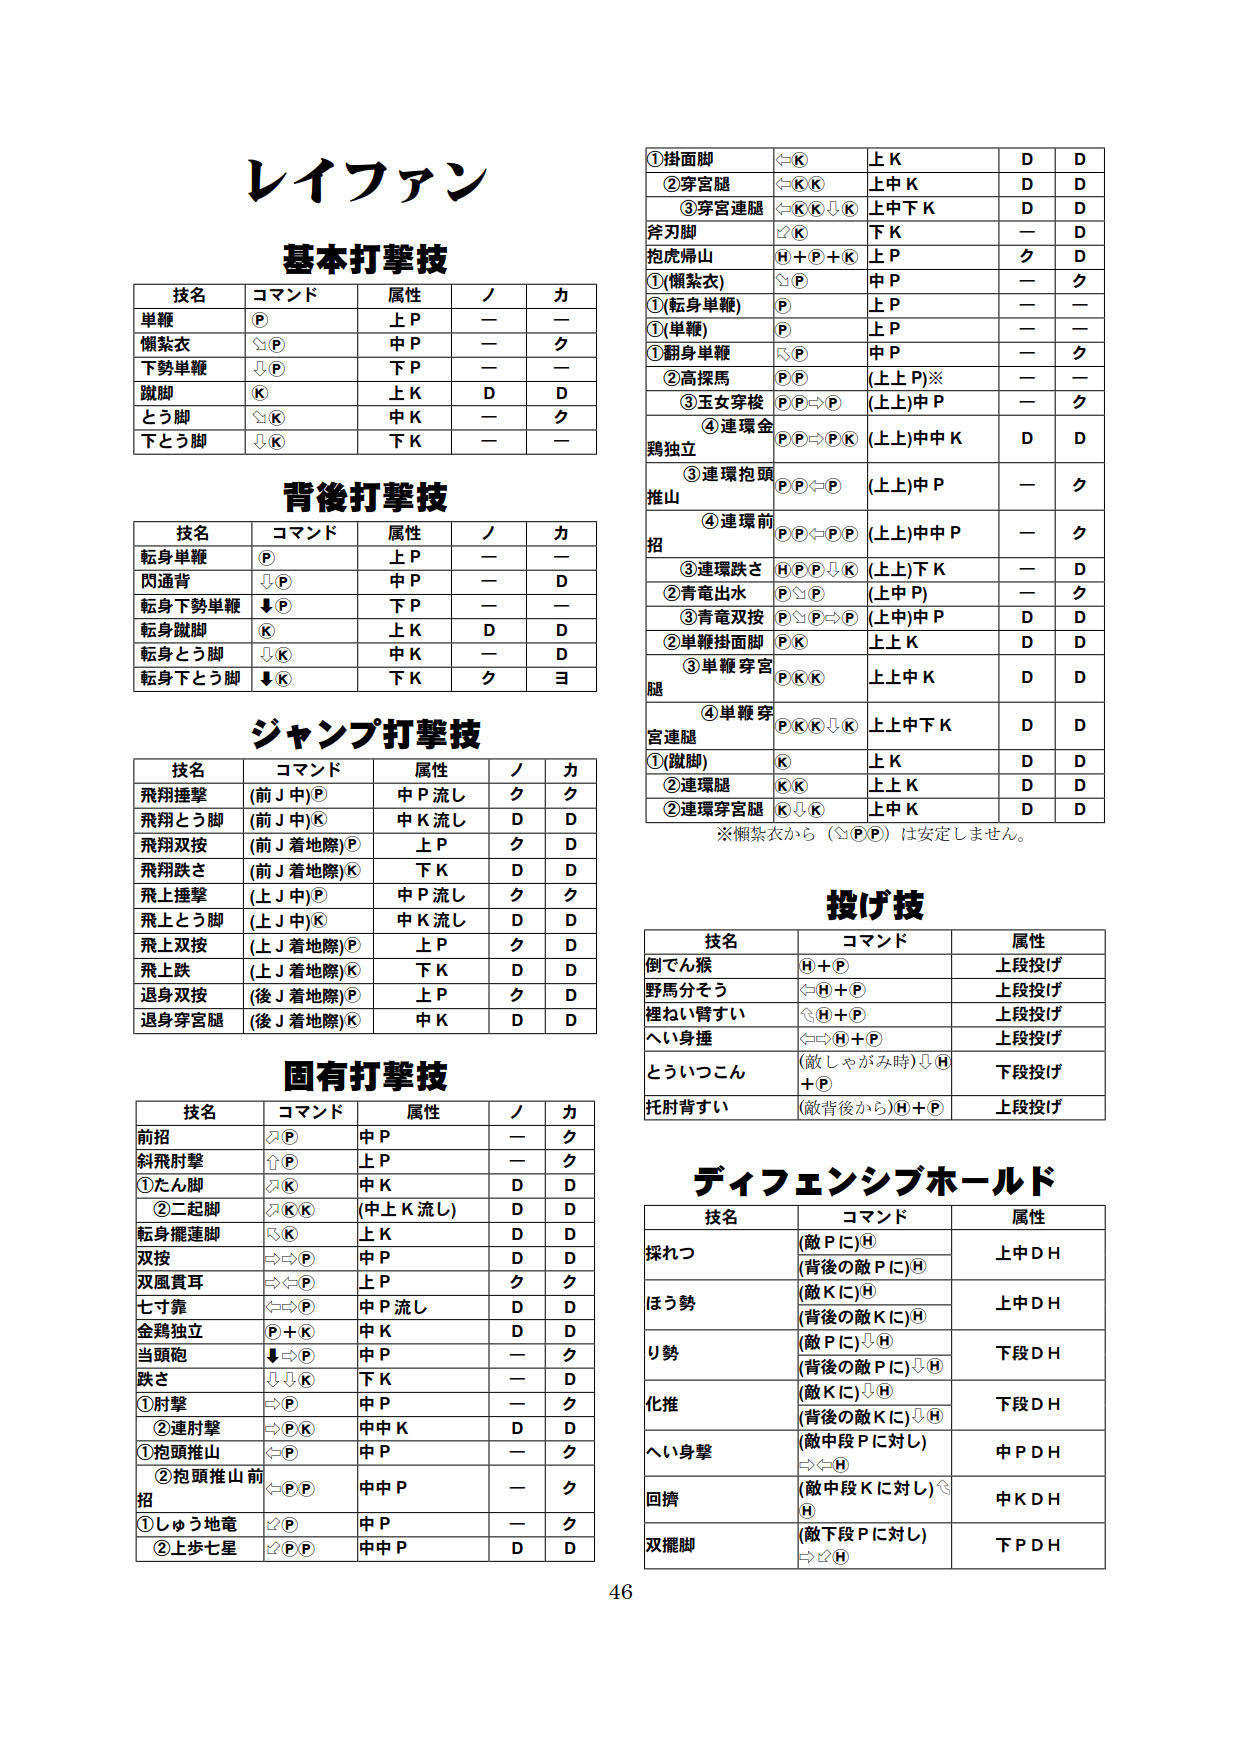 レイファン
基本打撃技
技名 コマンド 属性 ノ カ
単鞭 Ⓟ 上P ― ―
懶紮衣 ⇘Ⓟ 中P ― ク
下勢単鞭 ⇩Ⓟ 下P ― ―
蹴脚 Ⓚ 上K D D
とう脚 ⇘Ⓚ 中K ― ク
下とう脚 ⇩Ⓚ 下K ― ―
背後打撃技
技名 コマンド 属性 ノ カ
転身単鞭 Ⓟ 上P ― ―
閃通背 ⇩Ⓟ 中P ― D
転身下勢単鞭 ⬇Ⓟ 下P ― ―
転身蹴脚 Ⓚ 上K D D
転身とう脚 ⇩Ⓚ 中K ― D
転身下とう脚 ⬇Ⓚ 下K ク ヨ
ジャンプ打撃技
技名 コマンド 属性 ノ カ
飛翔捶撃 (前J中)Ⓟ 中P流し ク ク
飛翔とう脚 (前J中)Ⓚ 中K流し D D
飛翔双按 (前J着地際)Ⓟ 上P ク D
飛翔跌さ (前J着地際)Ⓚ 下K D D
飛上捶撃 (上J中)Ⓟ 中P流し ク ク
飛上とう脚 (上J中)Ⓚ 中K流し D D
飛上双按 (上J着地際)Ⓟ 上P ク D
飛上跌 (上J着地際)Ⓚ 下K D D
退身双按 (後J着地際)Ⓟ 上P ク D
退身穿宮腿 (後J着地際)Ⓚ 中K D D
固有打撃技
技名 コマンド 属性 ノ カ
前招 ⇗Ⓟ 中P ― ク
斜飛肘撃 ⇧Ⓟ 上P ― ク
①たん脚 ⇗Ⓚ 中K D D
②二起脚 ⇗ⓀⓀ (中上K流し) D D
転身擺蓮脚 ⇖Ⓚ 上K D D
双按 ⇨⇨Ⓟ 中P D D
双風貫耳 ⇨⇦Ⓟ 上P ク ク
七寸靠 ⇦⇨Ⓟ 中P流し D D
金鶏独立 Ⓟ+Ⓚ 中K D D
当頭砲 ⬇⇨Ⓟ 中P ― ク
跌さ ⇩⇩Ⓚ 下K ― D
①肘撃 ⇨Ⓟ 中P ― ク
②連肘撃 ⇨ⓅⓀ 中中K D D
①抱頭推山 ⇦Ⓟ 中P ― ク
②抱頭推山前
招 ⇦ⓅⓅ 中中P ― ク
①しゅう地竜 ⇙Ⓟ 中P ― ク
②上歩七星 ⇙ⓅⓅ 中中P D D
①掛面脚 ⇦Ⓚ 上K D D
②穿宮腿 ⇦ⓀⓀ 上中K D D
③穿宮連腿 ⇦ⓀⓀ⇩Ⓚ 上中下K D D
斧刃脚 ⇙Ⓚ 下K ― D
抱虎帰山 Ⓗ+Ⓟ+Ⓚ 上P ク D
①(懶紮衣) ⇘Ⓟ 中P ― ク
①(転身単鞭) Ⓟ 上P ― ―
①(単鞭) Ⓟ 上P ― ―
①翻身単鞭 ⇖Ⓟ 中P ― ク
②高探馬 ⓅⓅ (上上P)※ ― ―
③玉女穿梭 ⓅⓅ⇨Ⓟ (上上)中P ― ク
④連環金
鶏独立 ⓅⓅ⇨ⓅⓀ (上上)中中K D D
③連環抱頭
推山 ⓅⓅ⇦Ⓟ (上上)中P ― ク
④連環前
招 ⓅⓅ⇦ⓅⓅ (上上)中中P ― ク
③連環跌さ ⒽⓅⓅ⇩Ⓚ (上上)下K ― D
②青竜出水 Ⓟ⇘Ⓟ (上中P) ― ク
③青竜双按 Ⓟ⇘Ⓟ⇨Ⓟ (上中)中P D D
②単鞭掛面脚 ⓅⓀ 上上K D D
③単鞭穿宮
腿 ⓅⓀⓀ 上上中K D D
④単鞭穿
宮連腿 ⓅⓀⓀ⇩Ⓚ 上上中下K D D
①(蹴脚) Ⓚ 上K D D
②連環腿 ⓀⓀ 上上K D D
②連環穿宮腿 Ⓚ⇩Ⓚ 上中K D D
※懶紮衣から（⇘ⓅⓅ）は安定しません。
投げ技
技名 コマンド 属性
倒でん猴 Ⓗ+Ⓟ 上段投げ
野馬分そう ⇦Ⓗ+Ⓟ 上段投げ
裡ねい臂すい ⇖Ⓗ+Ⓟ 上段投げ
へい身捶 ⇦⇨Ⓗ+Ⓟ 上段投げ
とういつこん (敵しゃがみ時)⇩Ⓗ
+Ⓟ 下段投げ
托肘背すい (敵背後から)Ⓗ+Ⓟ 上段投げ
ディフェンシブホールド
技名 コマンド 属性
採れつ (敵Pに)Ⓗ 上中DH
(背後の敵Pに)Ⓗ
ほう勢 (敵Kに)Ⓗ 上中DH
(背後の敵Kに)Ⓗ
り勢 (敵Pに)⇩Ⓗ 下段DH
(背後の敵Pに)⇩Ⓗ
化推 (敵Kに)⇩Ⓗ 下段DH
(背後の敵Kに)⇩Ⓗ
へい身撃 (敵中段Pに対し)
⇨⇦Ⓗ 中PDH
回擠 (敵中段Kに対し)⇖
Ⓗ 中KDH
双擺脚 (敵下段Pに対し)
⇨⇙Ⓗ 下PDH
46